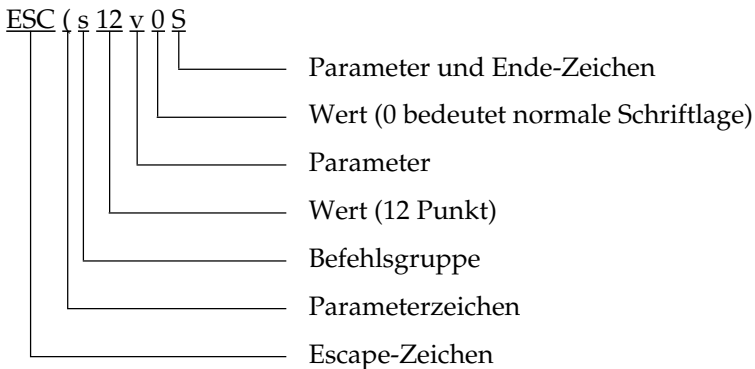 ESC ( s 12 v 0 S
Parameter und Ende-Zeichen
Wert (0 bedeutet normale Schriftlage)
Parameter
Wert (12 Punkt)
Befehlsgruppe
Parameterzeichen
Escape-Zeichen